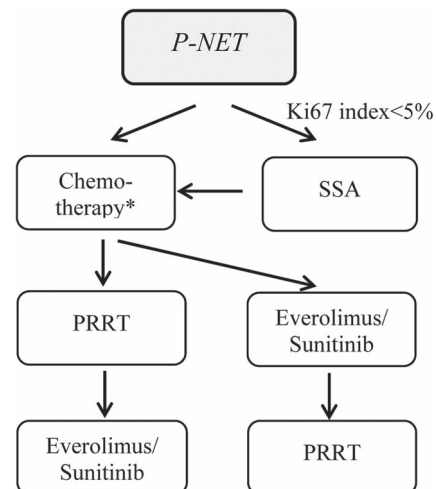 P-NET
Ki67 index<5%
Chemo-
therapy*
SSA
PRRT
Everolimus/
Sunitinib
Everolimus/
Sunitinib
PRRT